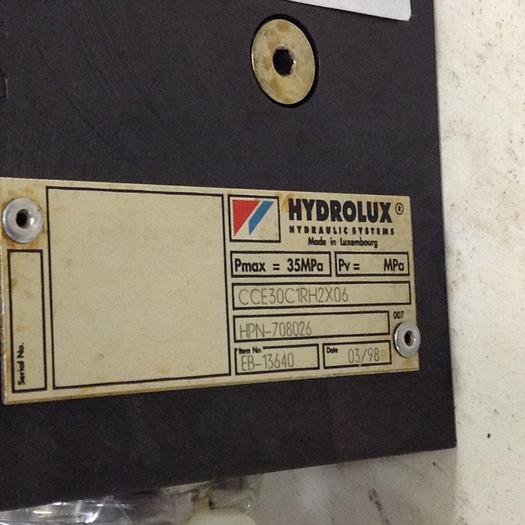 HYDROLUX ®
HYDRAULIC SYSTEMS
Made in Luxembourg
Pmax = 35MPa Pv = MPa
CCE30C1RH2X06
007
HPN-708026
Item No.
EB-13640
Date 03/98
Serial No.